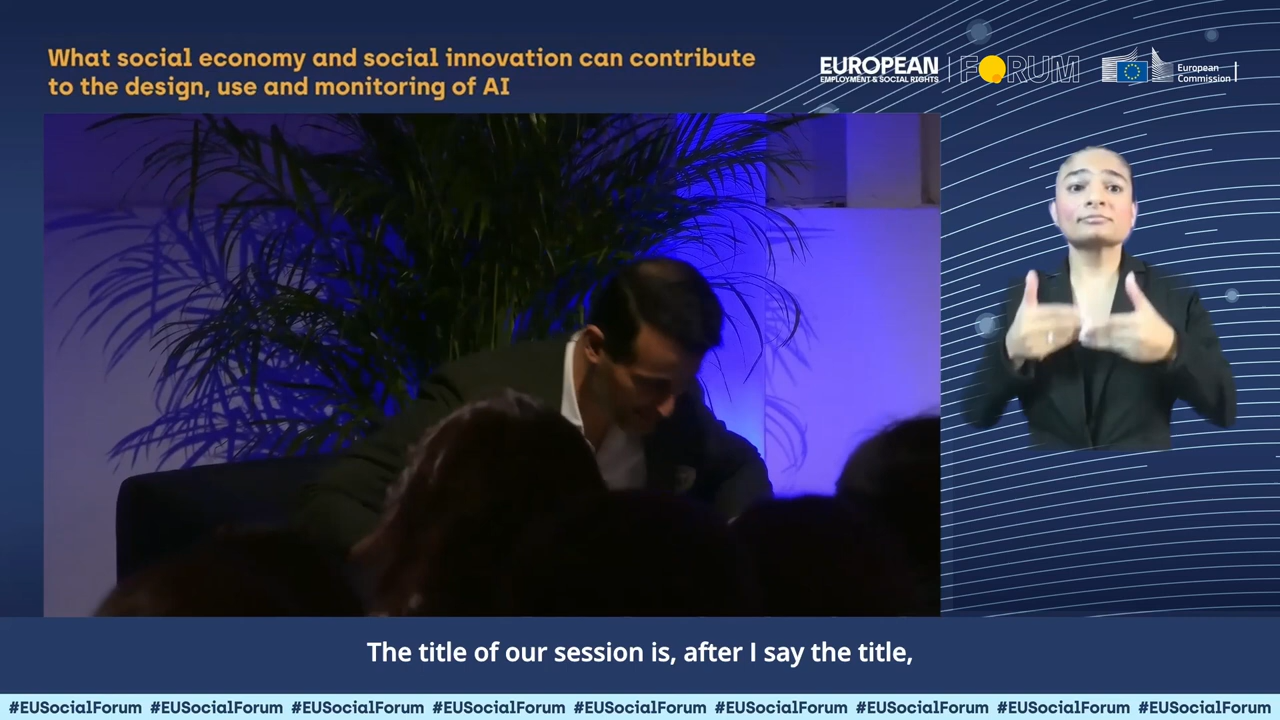 What social economy and social innovation can contribute
to the design, use and monitoring of AI
EUROPEAN
EMPLOYMENT & SOCIAL RIGHTS
FORUM
European
Commission
The title of our session is, after I say the title,
#EUSocialForum #EUSocialForum #EUSocialForum #EUSocialForum #EUSocialForum #EUSocialForum #EUSocialForum #EUSocialForum #EUSocialForum